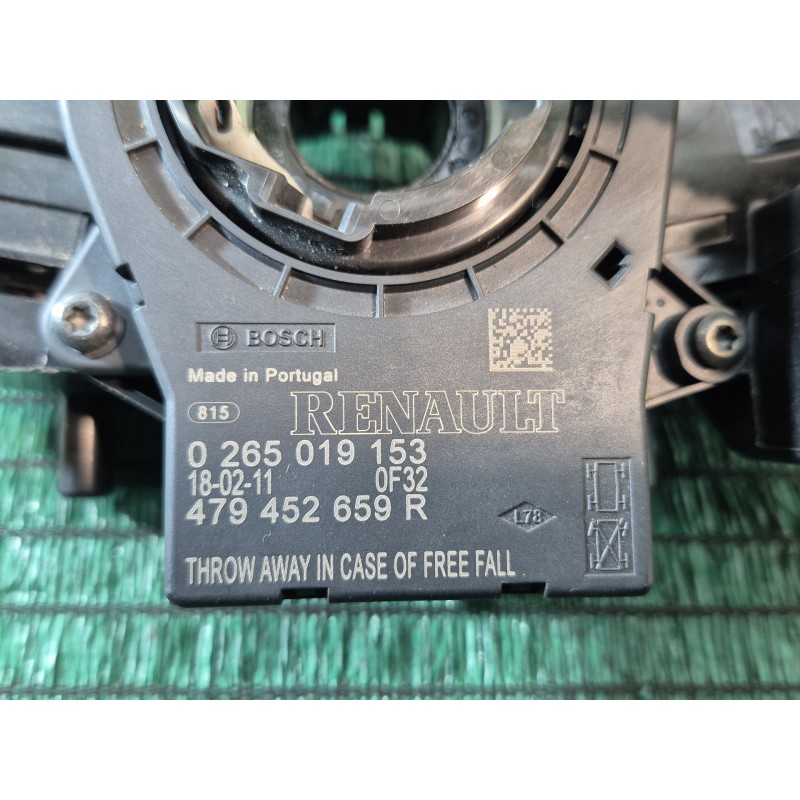 BOSCH
Made in Portugal
815 RENAULT
0 265 019 153
18-02-11 0F32
479 452 659 R
L78
THROW AWAY IN CASE OF FREE FALL